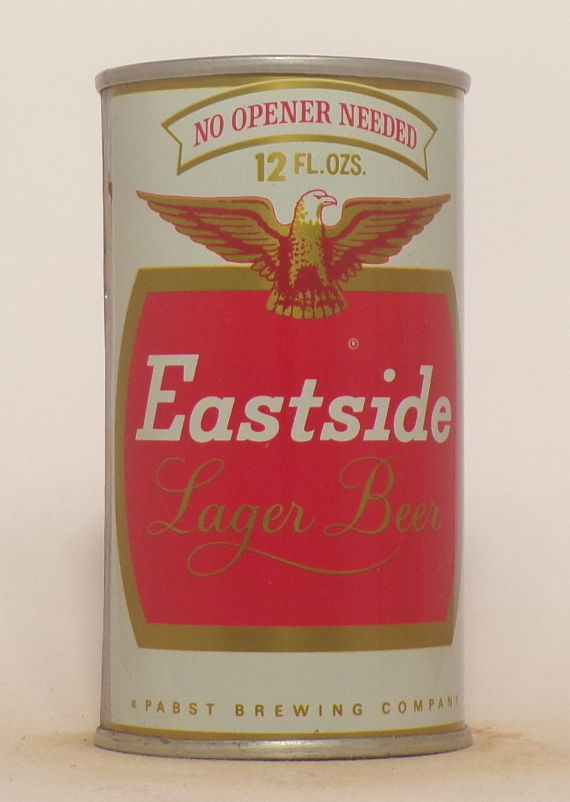 NO OPENER NEEDED
12 FL.OZS.
®
Eastside
Lager Beer
© PABST BREWING COMPANY